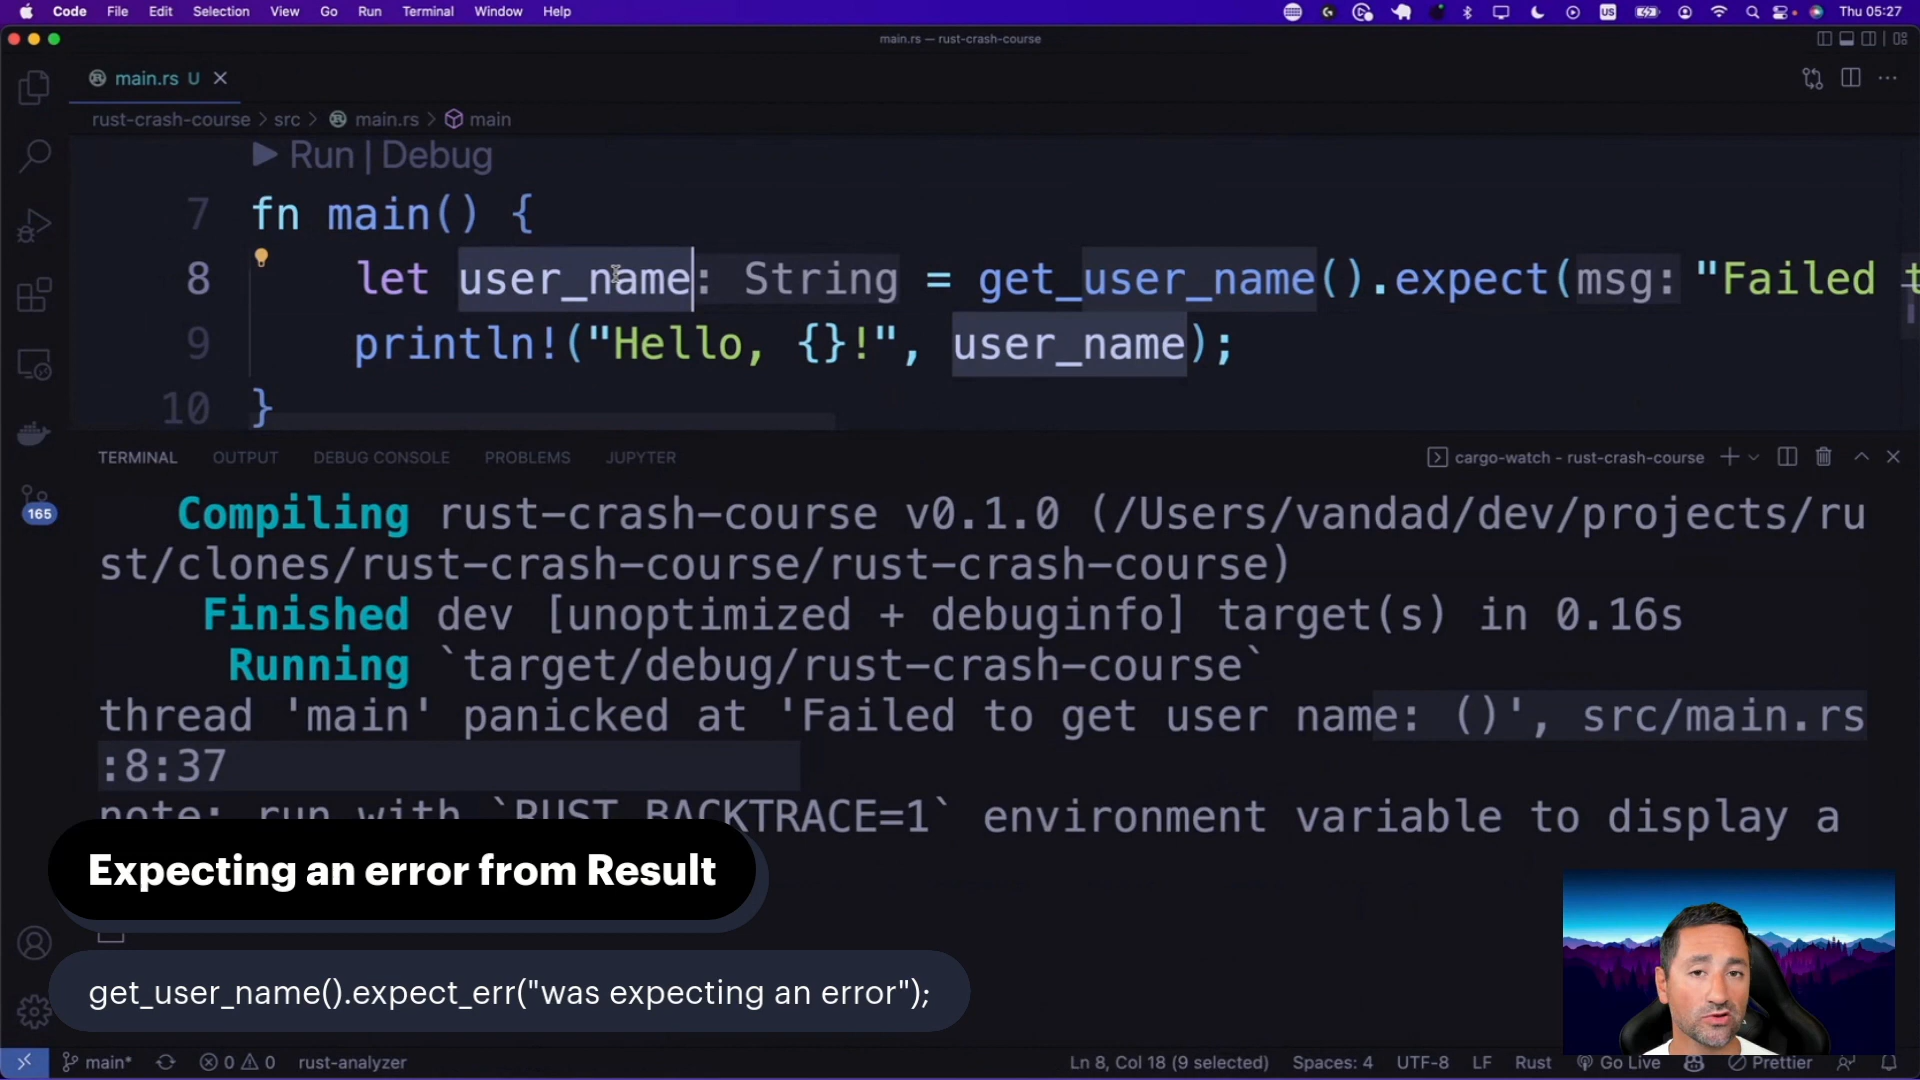 Code File Edit Selection View Go Run Terminal Window Help US Thu 05:27
main.rs — rust-crash-course
main.rs U
rust-crash-course > src > main.rs > main
Run | Debug
7 fn main() {
8 let user_name: String = get_user_name().expect(msg: "Failed t
9 println!("Hello, {}!", user_name);
10 }
TERMINAL OUTPUT DEBUG CONSOLE PROBLEMS JUPYTER cargo-watch - rust-crash-course
165
Compiling rust-crash-course v0.1.0 (/Users/vandad/dev/projects/ru
st/clones/rust-crash-course/rust-crash-course)
Finished dev [unoptimized + debuginfo] target(s) in 0.16s
Running `target/debug/rust-crash-course`
thread 'main' panicked at 'Failed to get user name: ()', src/main.rs
:8:37
note: run with `RUST_BACKTRACE=1` environment variable to display a
Expecting an error from Result
get_user_name().expect_err("was expecting an error");
main* 0 0 rust-analyzer Ln 8, Col 18 (9 selected) Spaces: 4 UTF-8 LF Rust Go Live Prettier